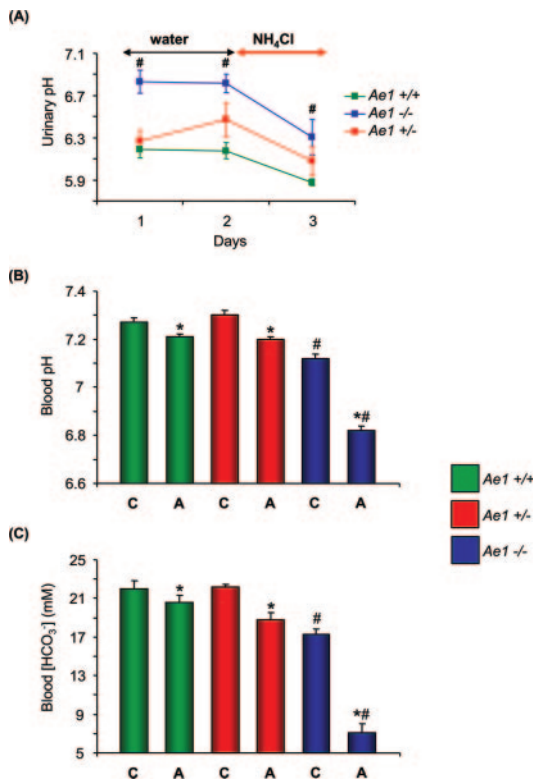 (A)
water NH₄Cl
7.1
# # #
6.7
6.3
5.9
Urinary pH
Ae1 +/+
Ae1 -/-
Ae1 +/-
1 2 3
Days
(B)
7.4
7.2
7
6.8
6.6
Blood pH
* * # *#
C A C A C A
Ae1 +/+
Ae1 +/-
Ae1 -/-
(C)
25
21
17
9
5
Blood [HCO₃⁻] (mM)
* * # *#
C A C A C A